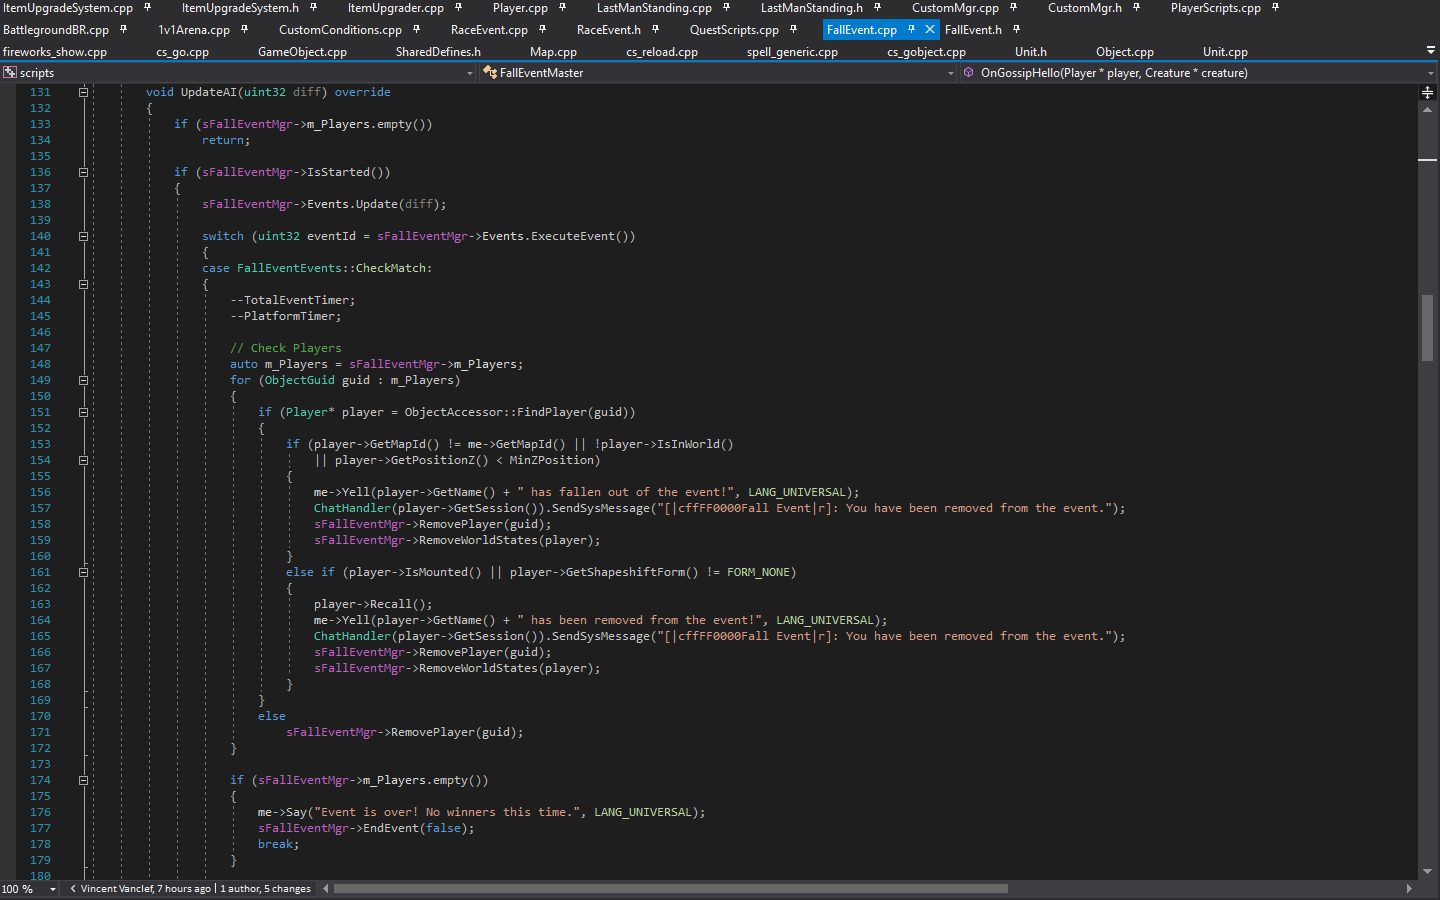 ItemUpgradeSystem.cpp ItemUpgradeSystem.h ItemUpgrader.cpp Player.cpp LastManStanding.cpp LastManStanding.h CustomMgr.cpp CustomMgr.h PlayerScripts.cpp
BattlegroundBR.cpp 1v1Arena.cpp CustomConditions.cpp RaceEvent.cpp RaceEvent.h QuestScripts.cpp FallEvent.cpp FallEvent.h
fireworks_show.cpp cs_go.cpp GameObject.cpp SharedDefines.h Map.cpp cs_reload.cpp spell_generic.cpp cs_gobject.cpp Unit.h Object.cpp Unit.cpp
scripts FallEventMaster OnGossipHello(Player * player, Creature * creature)
131 void UpdateAI(uint32 diff) override
132 {
133 if (sFallEventMgr->m_Players.empty())
134 return;
135
136 if (sFallEventMgr->IsStarted())
137 {
138 sFallEventMgr->Events.Update(diff);
139
140 switch (uint32 eventId = sFallEventMgr->Events.ExecuteEvent())
141 {
142 case FallEventEvents::CheckMatch:
143 {
144 --TotalEventTimer;
145 --PlatformTimer;
146
147 // Check Players
148 auto m_Players = sFallEventMgr->m_Players;
149 for (ObjectGuid guid : m_Players)
150 {
151 if (Player* player = ObjectAccessor::FindPlayer(guid))
152 {
153 if (player->GetMapId() != me->GetMapId() || !player->IsInWorld()
154 || player->GetPositionZ() < MinZPosition)
155 {
156 me->Yell(player->GetName() + " has fallen out of the event!", LANG_UNIVERSAL);
157 ChatHandler(player->GetSession()).SendSysMessage("[|cffFF0000Fall Event|r]: You have been removed from the event.");
158 sFallEventMgr->RemovePlayer(guid);
159 sFallEventMgr->RemoveWorldStates(player);
160 }
161 else if (player->IsMounted() || player->GetShapeshiftForm() != FORM_NONE)
162 {
163 player->Recall();
164 me->Yell(player->GetName() + " has been removed from the event!", LANG_UNIVERSAL);
165 ChatHandler(player->GetSession()).SendSysMessage("[|cffFF0000Fall Event|r]: You have been removed from the event.");
166 sFallEventMgr->RemovePlayer(guid);
167 sFallEventMgr->RemoveWorldStates(player);
168 }
169 }
170 else
171 sFallEventMgr->RemovePlayer(guid);
172 }
173
174 if (sFallEventMgr->m_Players.empty())
175 {
176 me->Say("Event is over! No winners this time.", LANG_UNIVERSAL);
177 sFallEventMgr->EndEvent(false);
178 break;
179 }
180
100 % Vincent Vanclef, 7 hours ago | 1 author, 5 changes